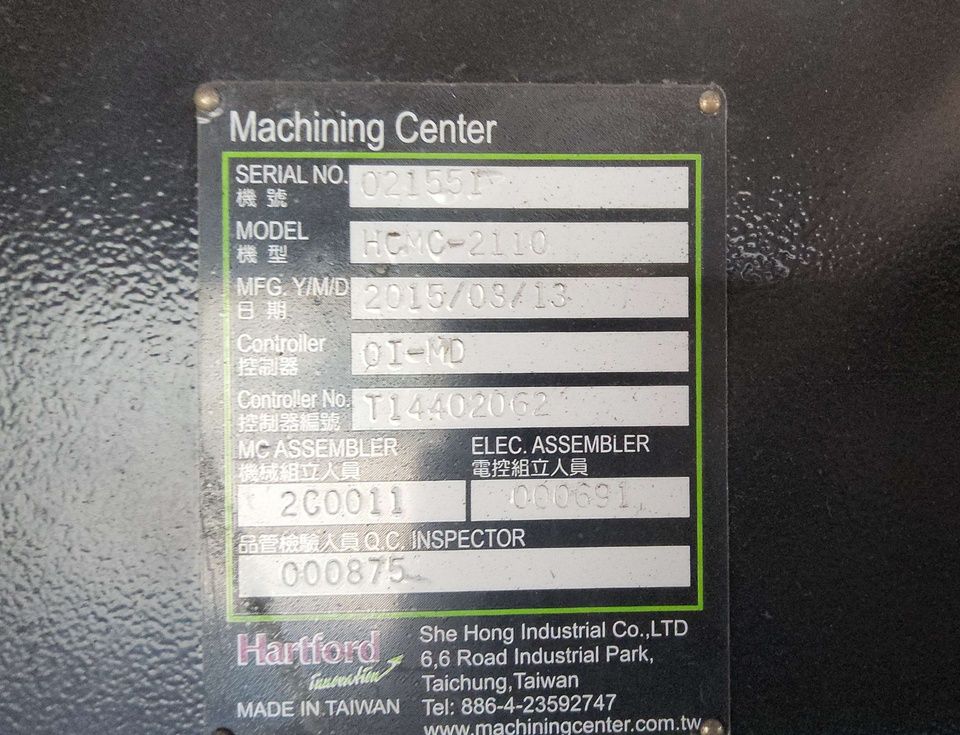 Machining Center
SERIAL NO. 021551
機 號
MODEL HCMC-2110
機 型
MFG. Y/M/D 2015/03/13
日 期
Controller 0I-MD
控制器
Controller No. T14402062
控制器編號
MC ASSEMBLER ELEC. ASSEMBLER
機械組立人員 電控組立人員
2C0011 000691
品管檢驗人員 Q.C. INSPECTOR
000875
Hartford She Hong Industrial Co.,LTD
innovation 6,6 Road Industrial Park,
Taichung,Taiwan
MADE IN TAIWAN Tel: 886-4-23592747
www.machiningcenter.com.tw